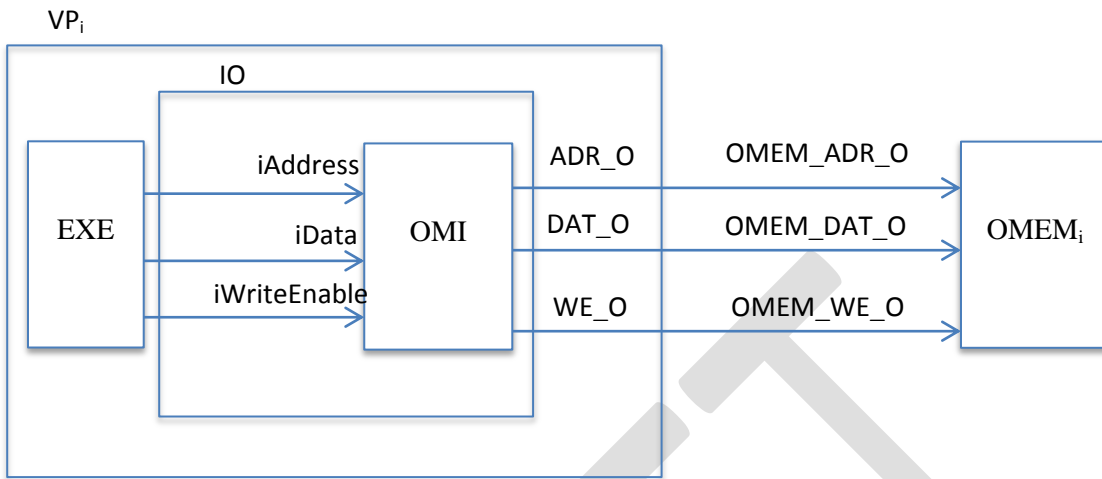 VPi
IO
iAddress
ADR_O
OMEM_ADR_O
EXE
iData
OMI
DAT_O
OMEM_DAT_O
OMEMi
iWriteEnable
WE_O
OMEM_WE_O